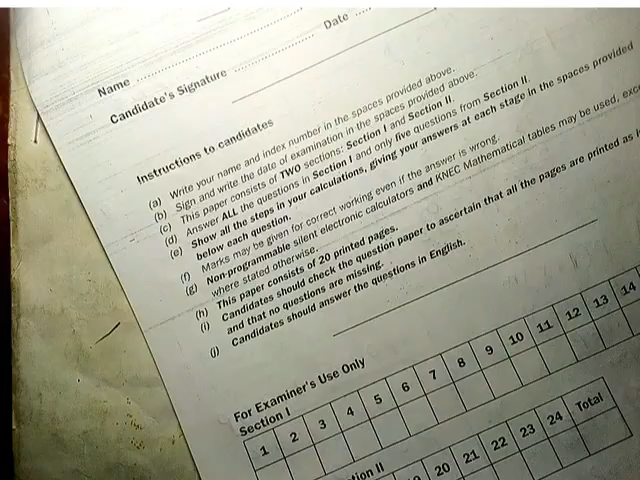 Name ........................
Date ....
Candidate's Signature ........................
Instructions to candidates
(a) Write your name and index number in the spaces provided above.
(b) Sign and write the date of examination in the spaces provided above.
(c) This paper consists of TWO sections: Section I and Section II.
(d) Answer ALL the questions in Section I and only five questions from Section II.
(e) Show all the steps in your calculations, giving your answers at each stage in the spaces provided
below each question.
(f) Marks may be given for correct working even if the answer is wrong.
(g) Non-programmable silent electronic calculators and KNEC Mathematical tables may be used, exce
where stated otherwise.
(h) This paper consists of 20 printed pages.
(i) Candidates should check the question paper to ascertain that all the pages are printed as
and that no questions are missing.
(j) Candidates should answer the questions in English.
For Examiner's Use Only
Section I
1 2 3 4 5 6 7 8 9 10 11 12 13 14
tion II
20 21 22 23 24 Total